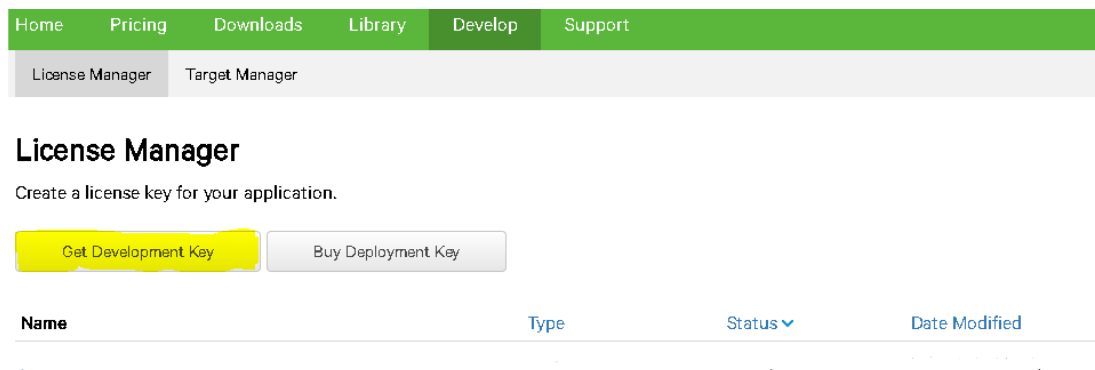 Home Pricing Downloads Library Develop Support
License Manager Target Manager
License Manager
Create a license key for your application.
Get Development Key Buy Deployment Key
Name Type Status Date Modified